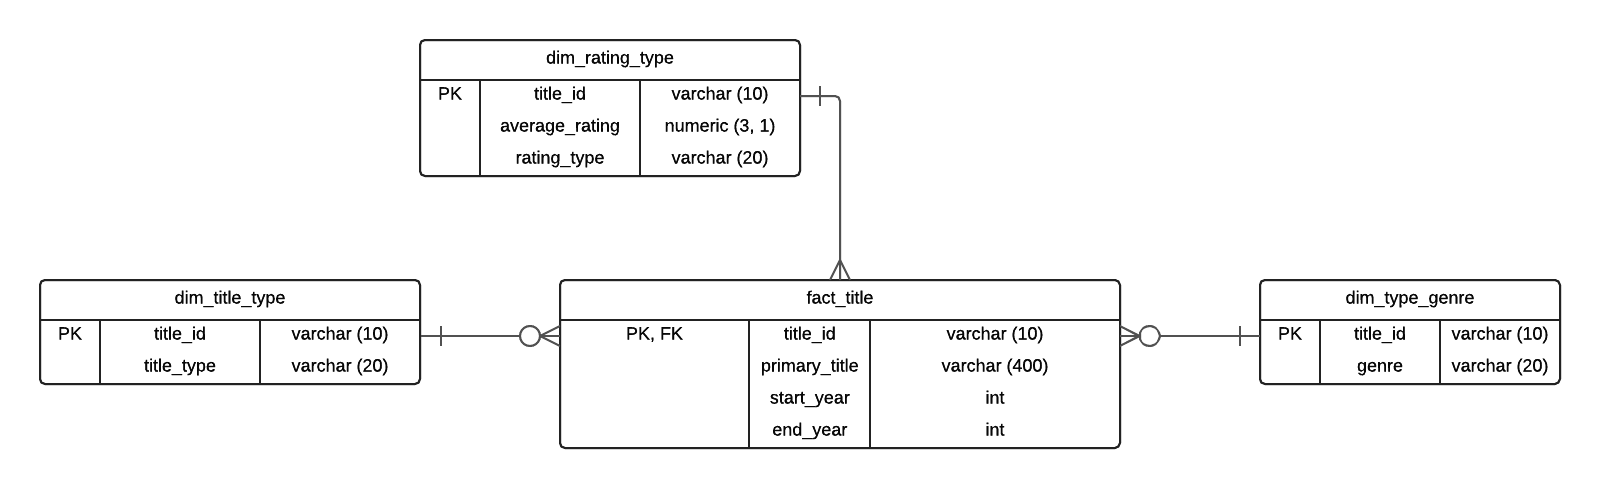 dim_rating_type
PK title_id varchar (10)
average_rating numeric (3, 1)
rating_type varchar (20)
dim_title_type
PK title_id varchar (10)
title_type varchar (20)
fact_title
PK, FK title_id varchar (10)
primary_title varchar (400)
start_year int
end_year int
dim_type_genre
PK title_id varchar (10)
genre varchar (20)